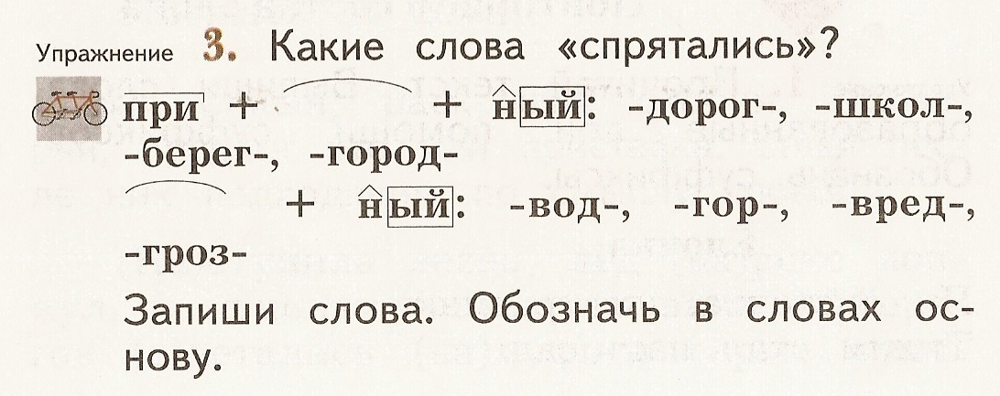 Упражнение 3. Какие слова «спрятались»?
при + + ный: -дорог-, -школ-,
-берег-, -город-
+ ный: -вод-, -гор-, -вред-,
-гроз-
Запиши слова. Обозначь в словах ос-
нову.